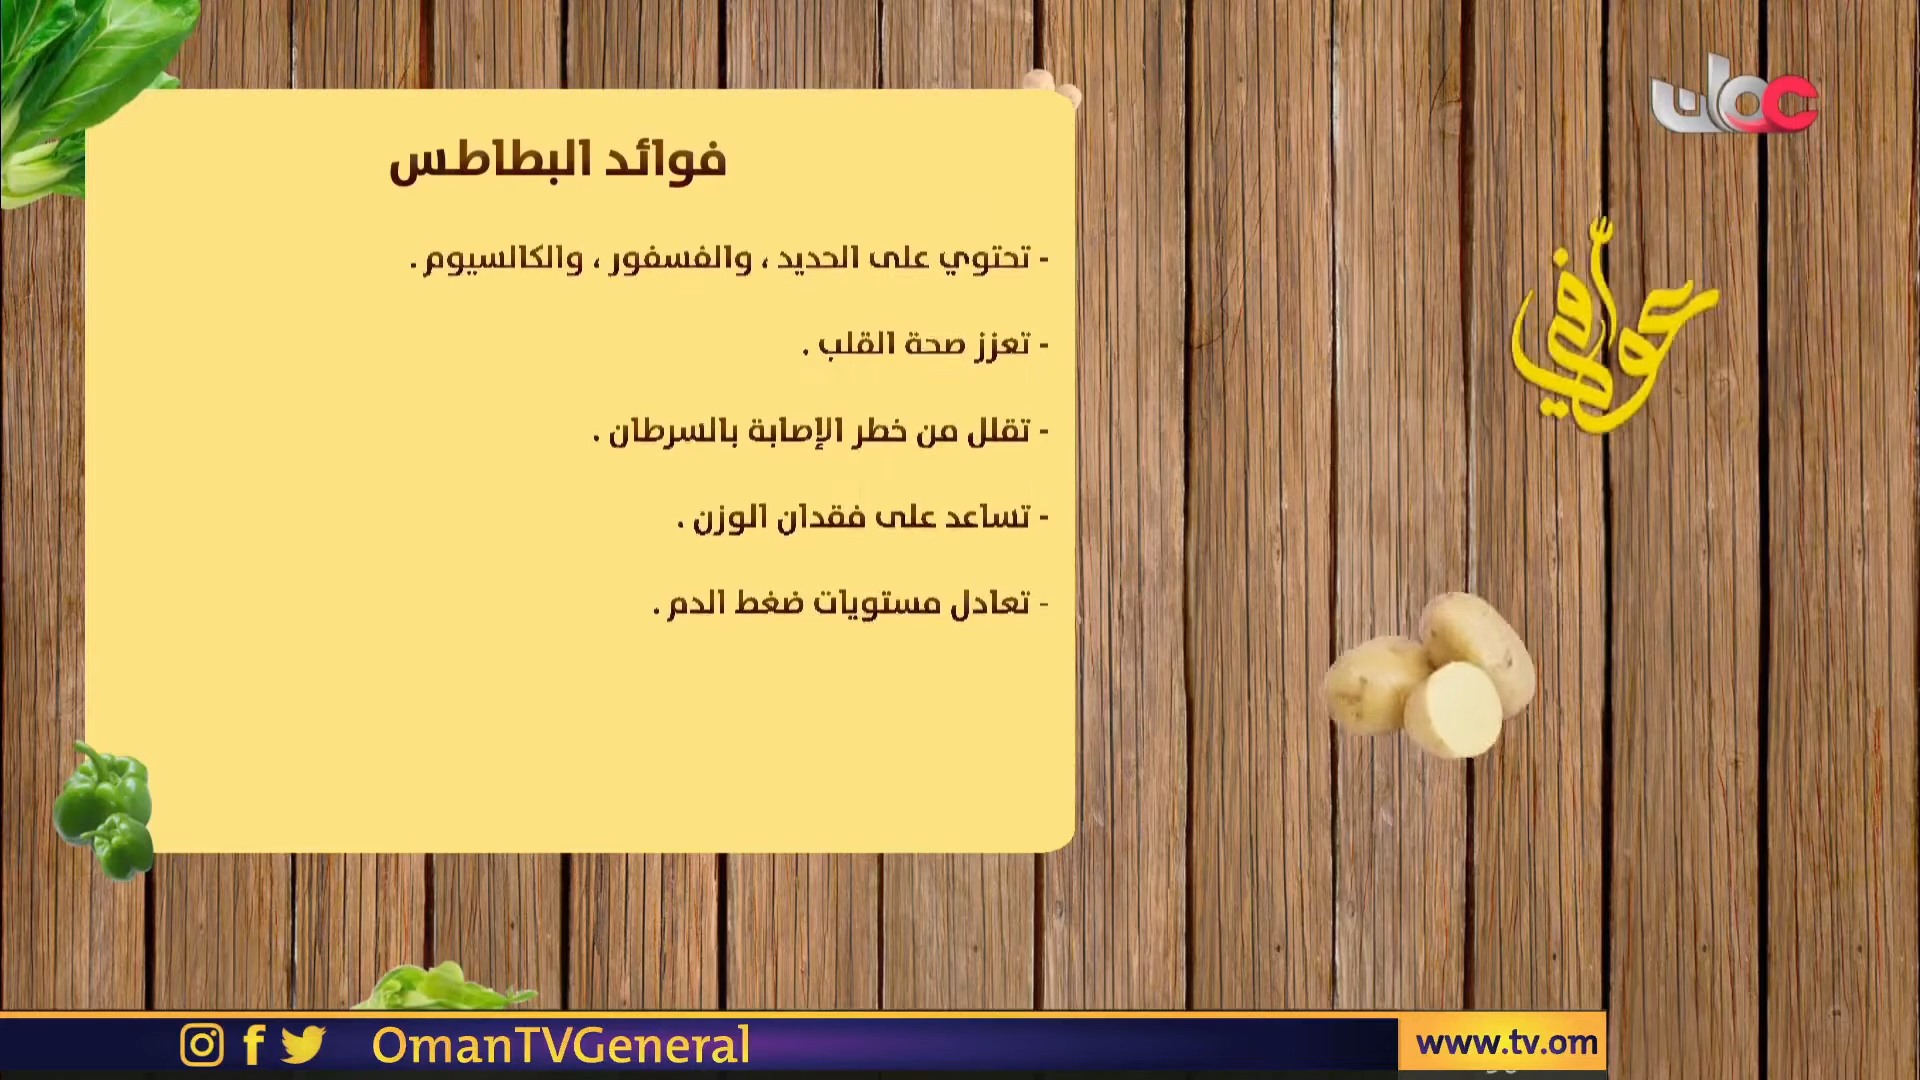 عمان
فوائد البطاطس
عوافي
- تحتوي على الحديد ، والفسفور ، والكالسيوم .
- تعزز صحة القلب .
- تقلل من خطر الإصابة بالسرطان .
- تساعد على فقدان الوزن .
- تعادل مستويات ضغط الدم .
OmanTVGeneral
www.tv.om